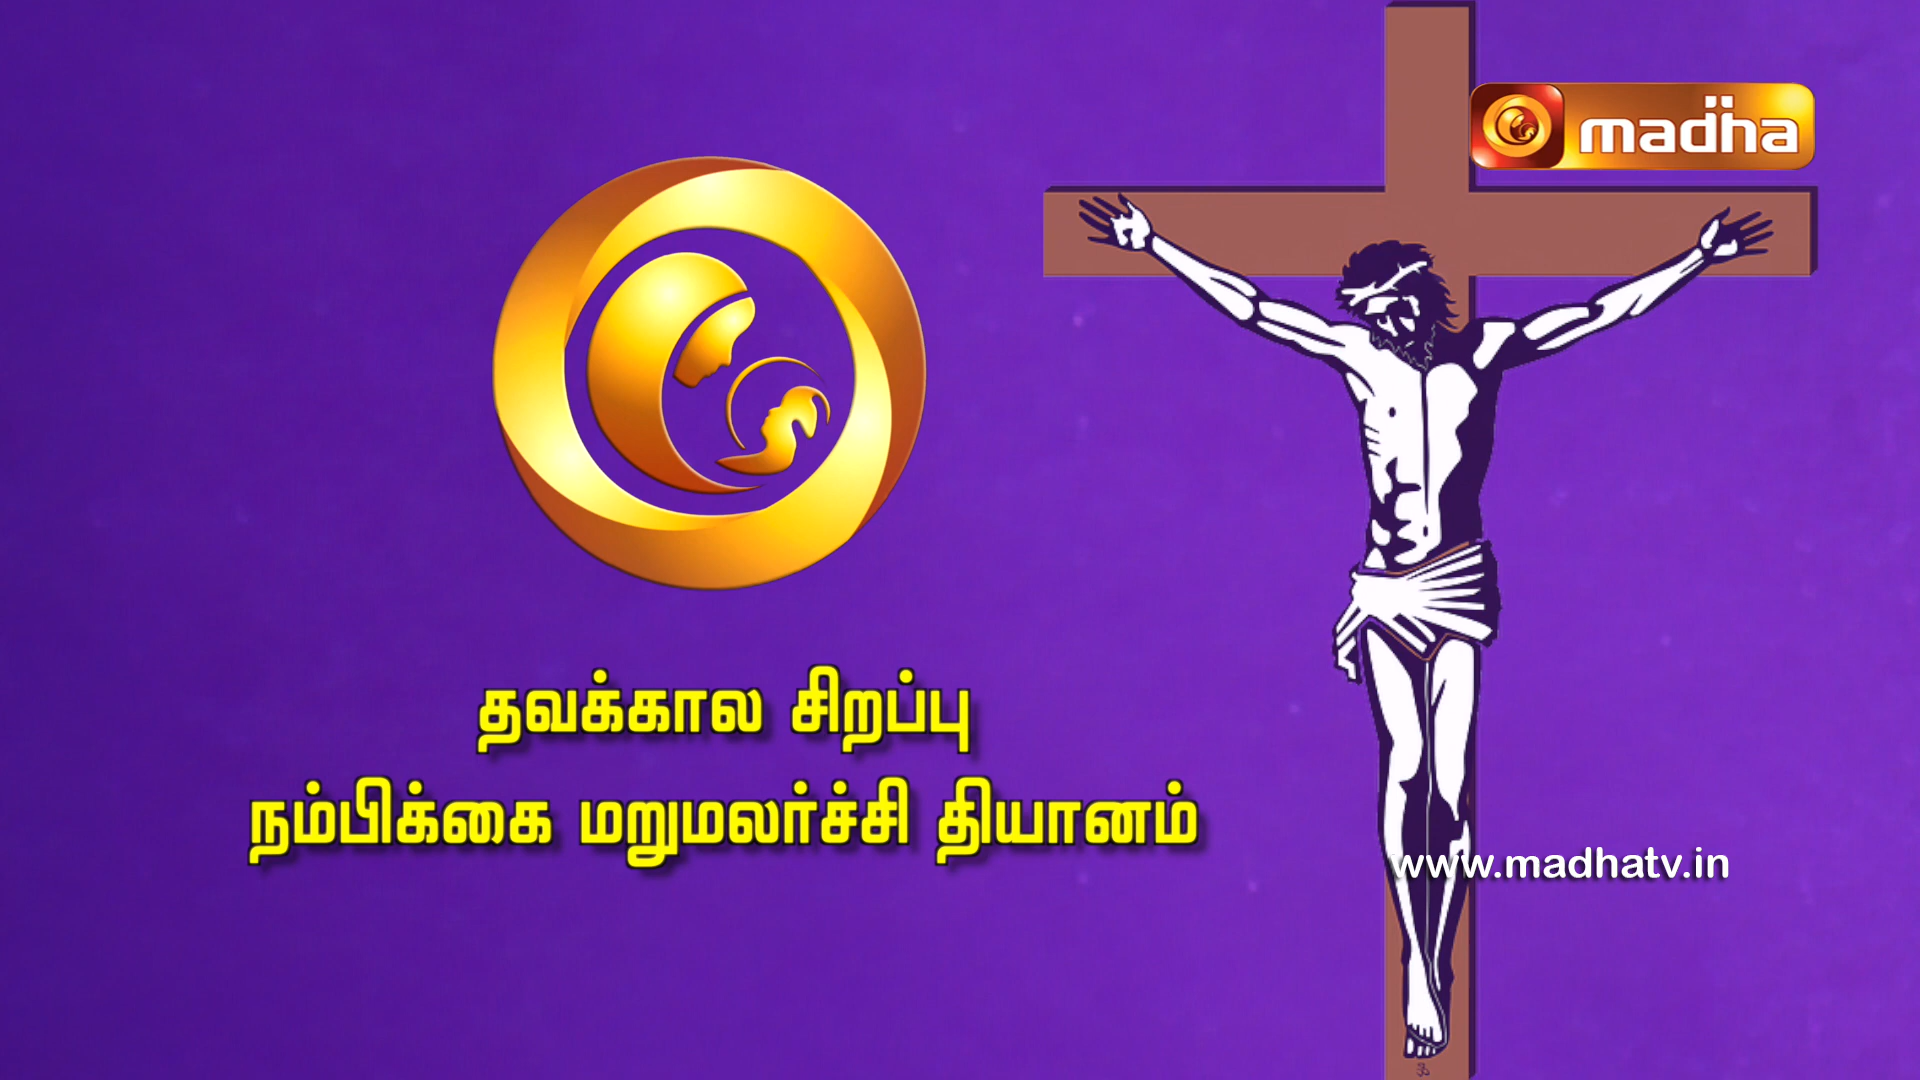 madha
தவக்கால சிறப்பு
நம்பிக்கை மறுமலர்ச்சி தியானம்
www.madhatv.in